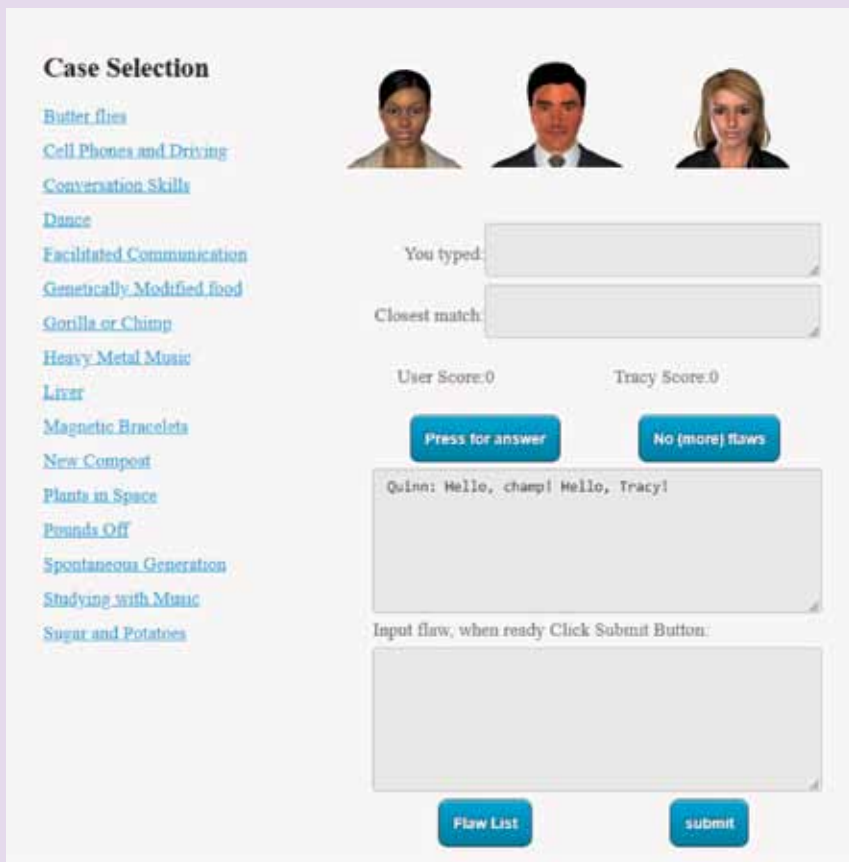 Case Selection
Butter flies
Cell Phones and Driving
Conversation Skills
Dance
Facilitated Communication
Genetically Modified food
Gorilla or Chimp
Heavy Metal Music
Liver
Magnetic Bracelets
New Compost
Plants in Space
Pounds Off
Spontaneous Generation
Studying with Music
Sugar and Potatoes
You typed:
Closest match:
User Score:0 Tracy Score:0
Press for answer No (more) flaws
Quinn: Hello, champ! Hello, Tracy!
Input flaw, when ready Click Submit Button:
Flaw List submit